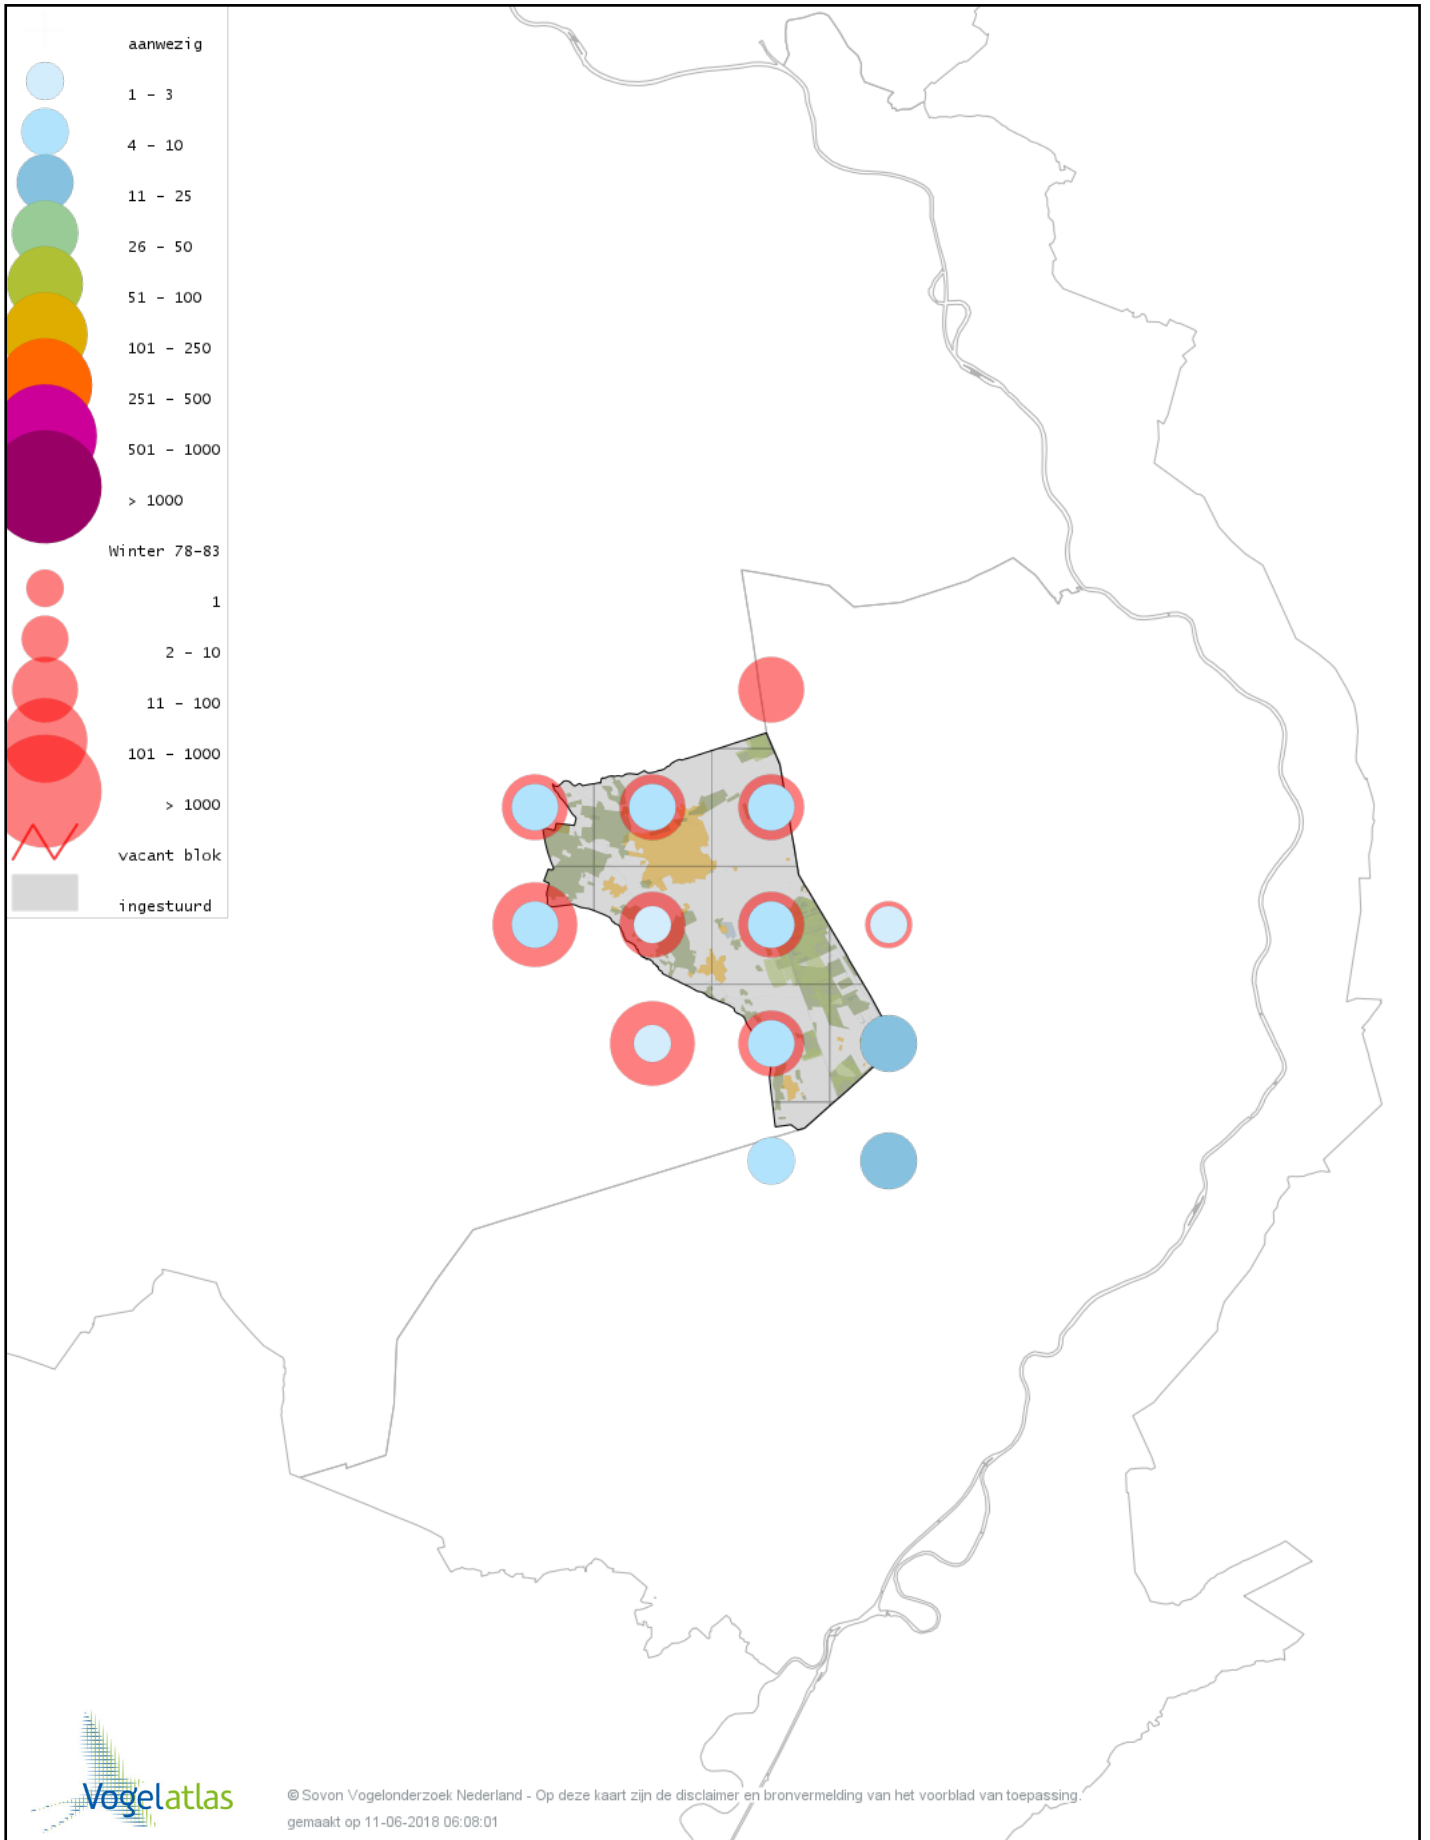 aanwezig
1 - 3
4 - 10
11 - 25
26 - 50
51 - 100
101 - 250
251 - 500
501 - 1000
> 1000
Winter 78-83
1
2 - 10
11 - 100
101 - 1000
> 1000
vacant blok
ingestuurd
Vogelatlas
© Sovon Vogelonderzoek Nederland - Op deze kaart zijn de disclaimer en bronvermelding van het voorblad van toepassing.
gemaakt op 11-06-2018 06:08:01